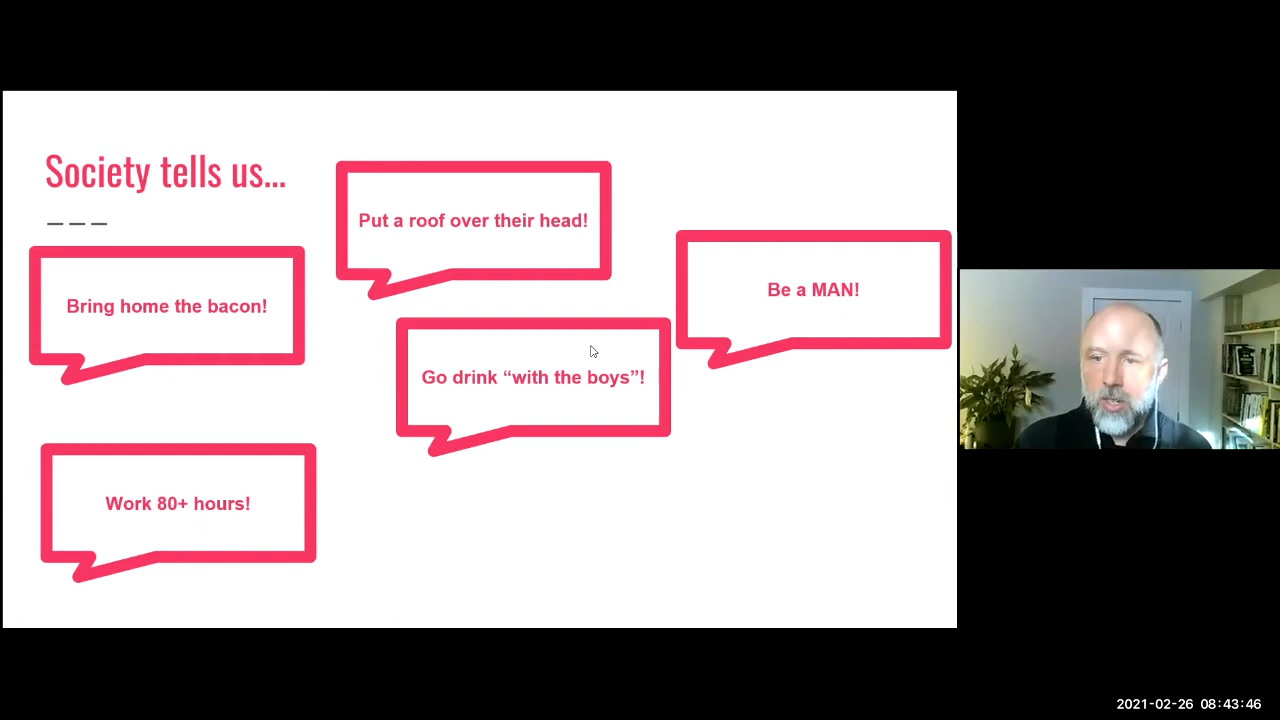 Society tells us...
Put a roof over their head!
Be a MAN!
Bring home the bacon!
Go drink “with the boys”!
Work 80+ hours!
2021-02-26 08:43:46